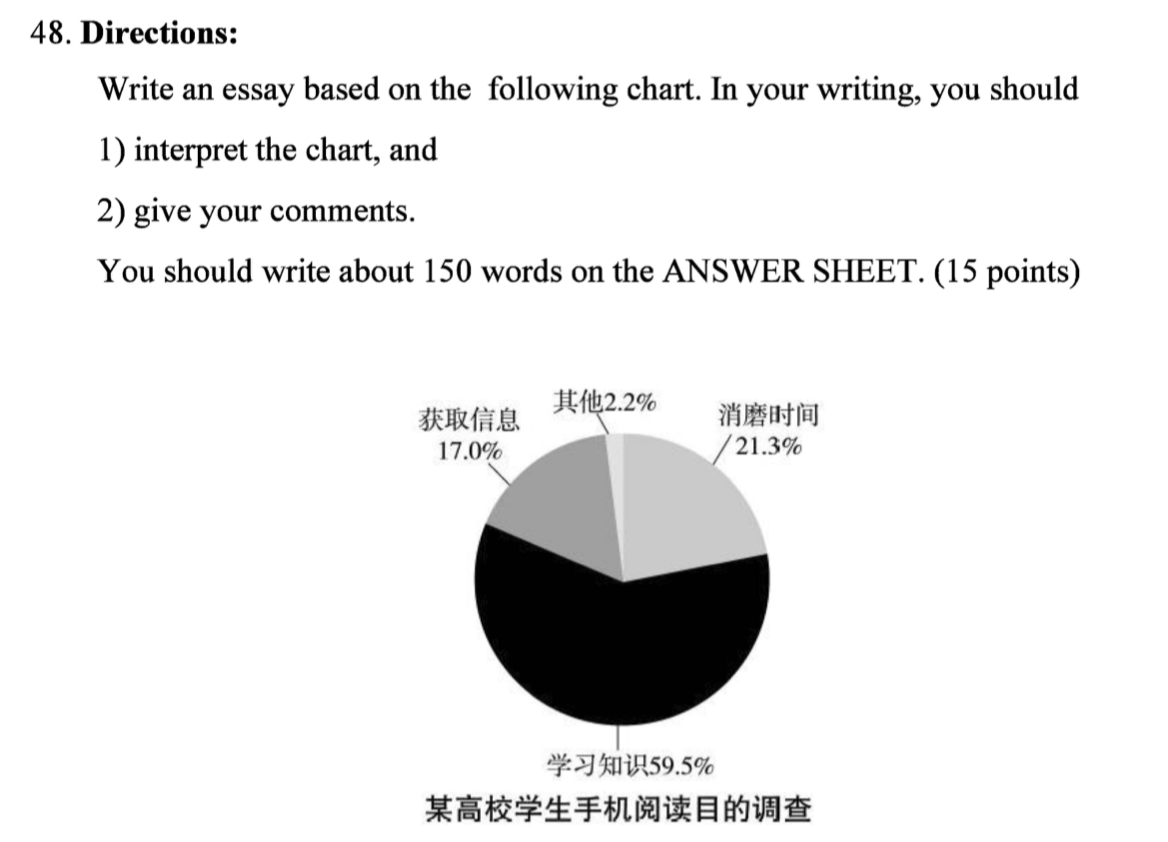 48. Directions:
Write an essay based on the following chart. In your writing, you should
1) interpret the chart, and
2) give your comments.
You should write about 150 words on the ANSWER SHEET. (15 points)
其他2.2%
获取信息
17.0%
消磨时间
21.3%
学习知识59.5%
某高校学生手机阅读目的调查